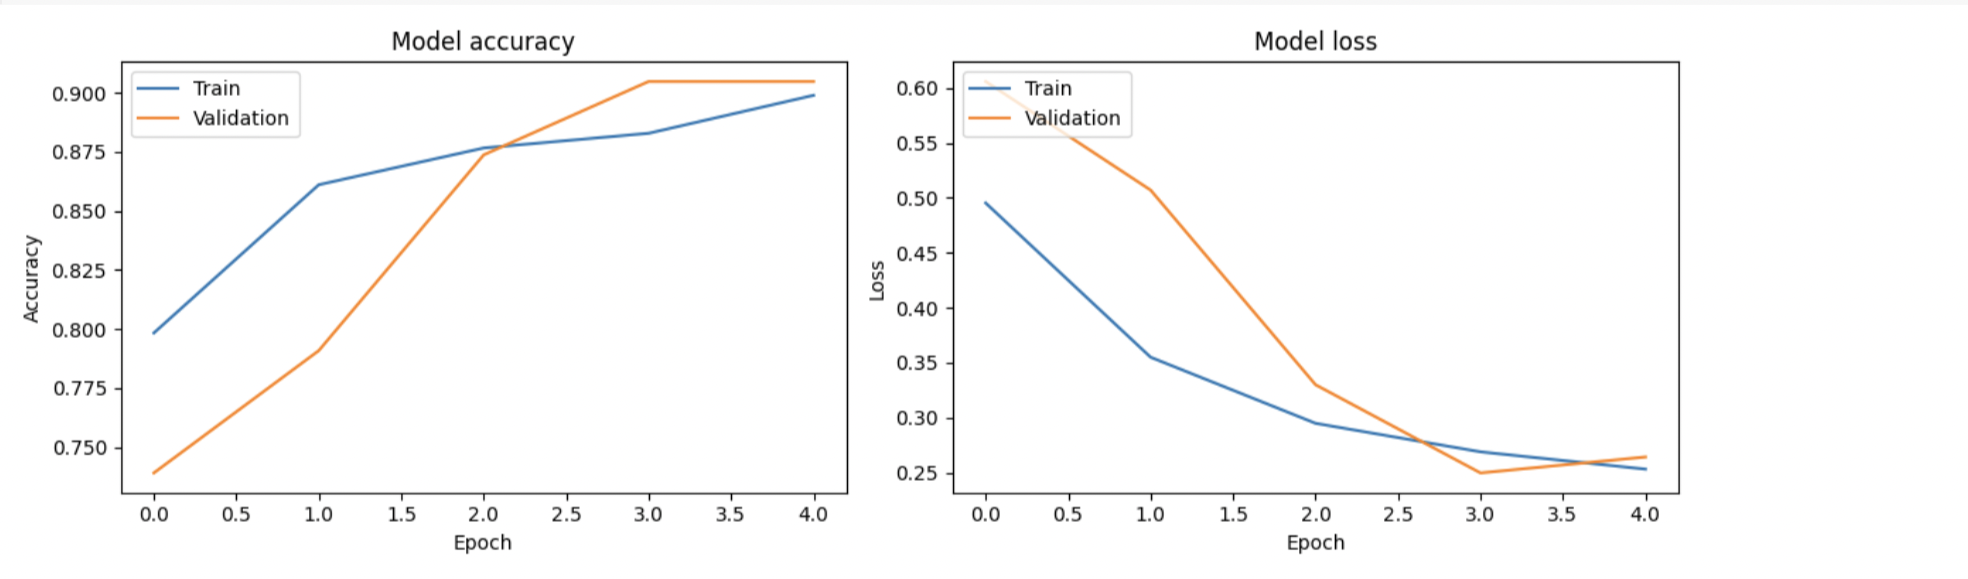 Model accuracy
Train
Validation
0.900
0.875
0.850
0.825
0.800
0.775
0.750
Accuracy
0.0 0.5 1.0 1.5 2.0 2.5 3.0 3.5 4.0
Epoch
Model loss
Train
Validation
0.60
0.55
0.50
0.45
0.40
0.35
0.30
0.25
Loss
0.0 0.5 1.0 1.5 2.0 2.5 3.0 3.5 4.0
Epoch